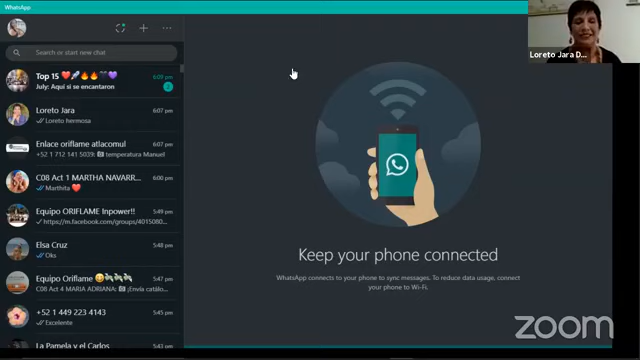 WhatsApp
Loreto Jara D...
Search or start new chat
Top 15 ❤️🚀🔥🔥🖤💜
6:09 pm
July: Aquí si se encantaron
Loreto Jara
6:07 pm
Loreto hermosa
Enlace oriflame atlacomul
6:07 pm
+52 1 712 141 5039: 📷 temperatura Manuel
C08 Act 1 MARTHA NAVARR...
6:00 pm
Marthita ❤️
Equipo ORIFLAME Inpower!!
5:49 pm
https://m.facebook.com/groups/4015080...
Elsa Cruz
5:48 pm
Oks
Equipo Oriflame 😄💸💸💸
5:47 pm
C08 Act 4 MARIA ADRIANA: 📷 ¡Envía catálo...
+52 1 449 223 4143
5:45 pm
Excelente
La Pamela y el Carlos
5:43 pm
Keep your phone connected
WhatsApp connects to your phone to sync messages. To reduce data usage, connect
your phone to Wi-Fi.
zoom